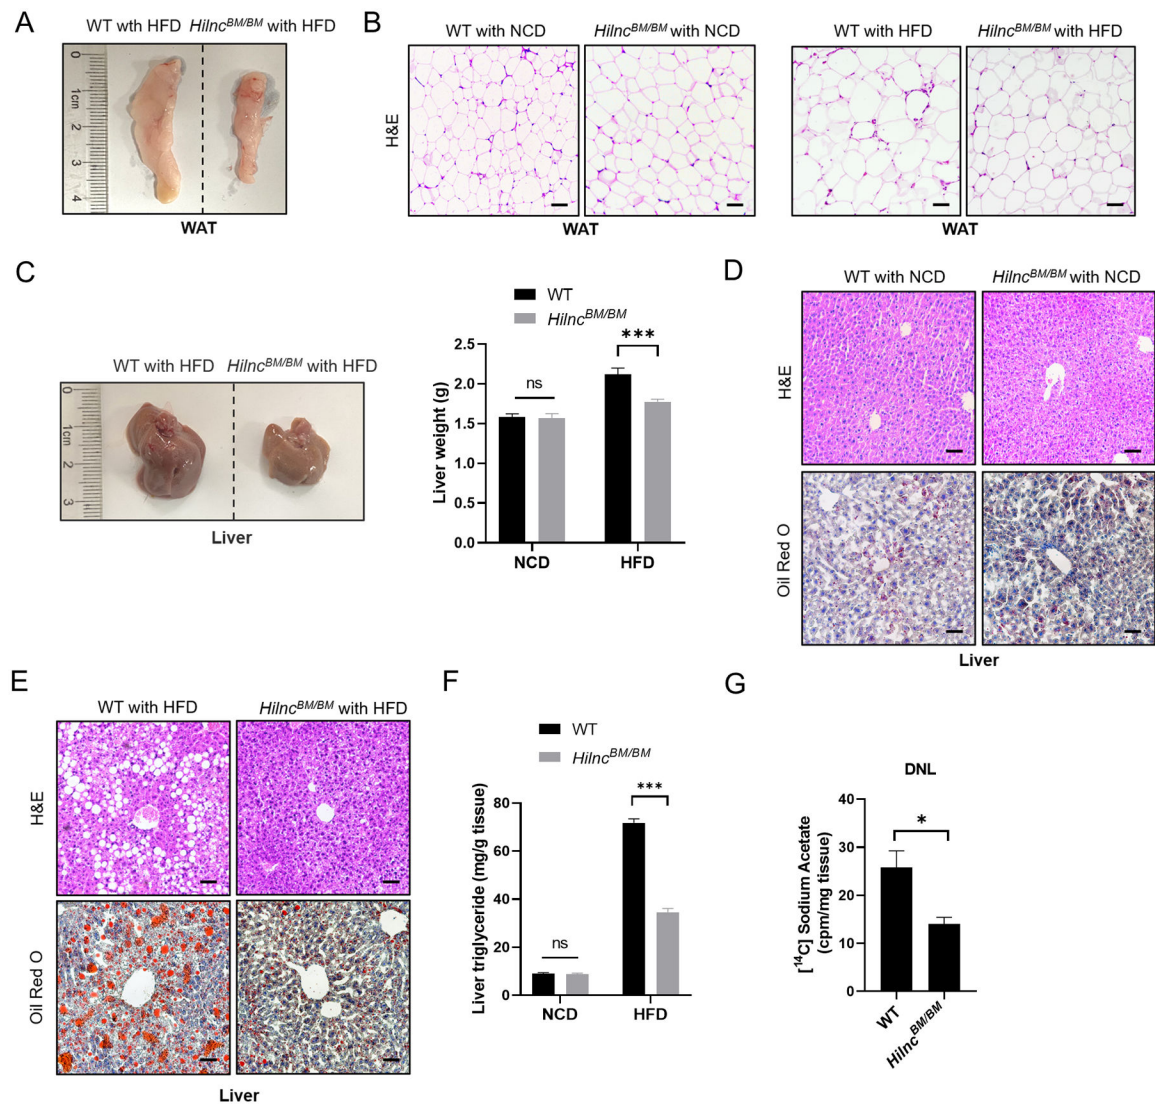 A
WT wth HFD Hilnc^BM/BM with HFD
0
1cm
2
3
4
WAT
B
WT with NCD Hilnc^BM/BM with NCD WT with HFD Hilnc^BM/BM with HFD
H&E
WAT WAT
C
WT with HFD Hilnc^BM/BM with HFD
0
1cm
2
3
Liver
WT
Hilnc^BM/BM
Liver weight (g)
2.5
2.0
1.5
1.0
0.5
0.0
ns
***
NCD HFD
D
WT with NCD Hilnc^BM/BM with NCD
H&E
Oil Red O
Liver
E
WT with HFD Hilnc^BM/BM with HFD
H&E
Oil Red O
Liver
F
WT
Hilnc^BM/BM
Liver triglyceride (mg/g tissue)
80
60
40
20
0
ns
***
NCD HFD
G
DNL
[¹⁴C] Sodium Acetate
(cpm/mg tissue)
40
30
20
10
0
*
WT
Hilnc^BM/BM